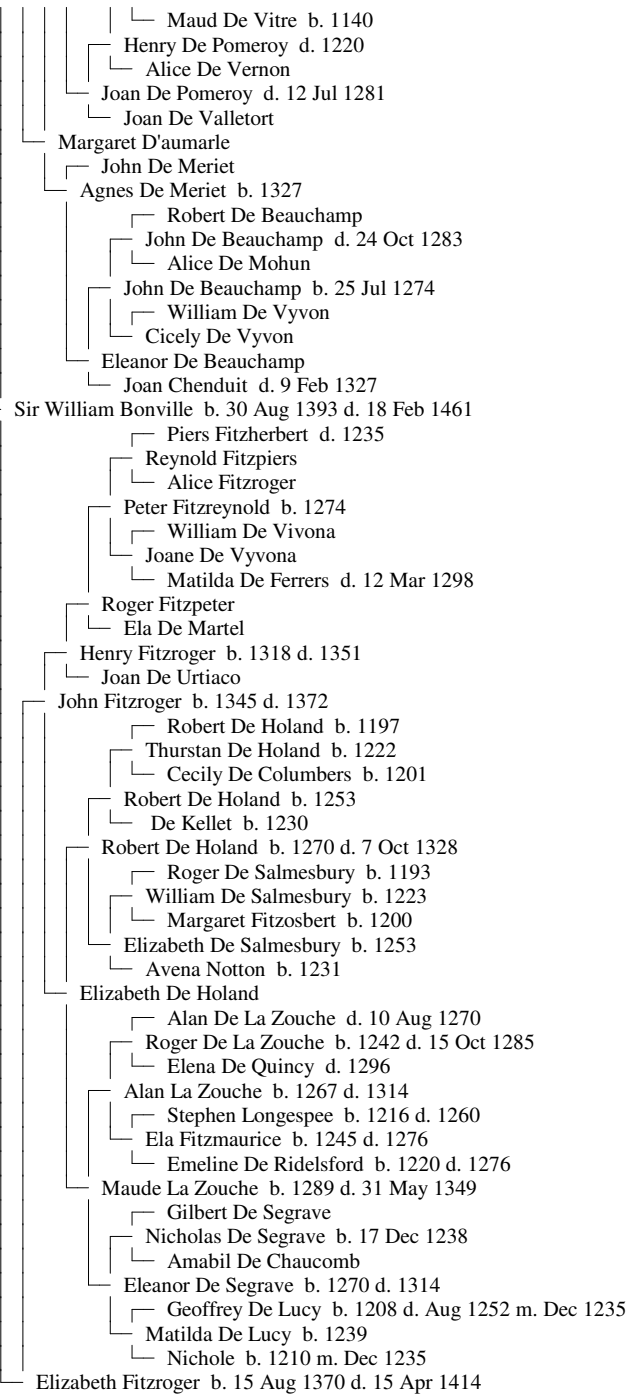 Maud De Vitre b. 1140
Henry De Pomeroy d. 1220
Alice De Vernon
Joan De Pomeroy d. 12 Jul 1281
Joan De Valletort
Margaret D'aumarle
John De Meriet
Agnes De Meriet b. 1327
Robert De Beauchamp
John De Beauchamp d. 24 Oct 1283
Alice De Mohun
John De Beauchamp b. 25 Jul 1274
William De Vyvon
Cicely De Vyvon
Eleanor De Beauchamp
Joan Chenduit d. 9 Feb 1327
Sir William Bonville b. 30 Aug 1393 d. 18 Feb 1461
Piers Fitzherbert d. 1235
Reynold Fitzpiers
Alice Fitzroger
Peter Fitzreynold b. 1274
William De Vivona
Joane De Vyvona
Matilda De Ferrers d. 12 Mar 1298
Roger Fitzpeter
Ela De Martel
Henry Fitzroger b. 1318 d. 1351
Joan De Urtiaco
John Fitzroger b. 1345 d. 1372
Robert De Holand b. 1197
Thurstan De Holand b. 1222
Cecily De Columbers b. 1201
Robert De Holand b. 1253
De Kellet b. 1230
Robert De Holand b. 1270 d. 7 Oct 1328
Roger De Salmesbury b. 1193
William De Salmesbury b. 1223
Margaret Fitzosbert b. 1200
Elizabeth De Salmesbury b. 1253
Avena Notton b. 1231
Elizabeth De Holand
Alan De La Zouche d. 10 Aug 1270
Roger De La Zouche b. 1242 d. 15 Oct 1285
Elena De Quincy d. 1296
Alan La Zouche b. 1267 d. 1314
Stephen Longespee b. 1216 d. 1260
Ela Fitzmaurice b. 1245 d. 1276
Emeline De Ridelsford b. 1220 d. 1276
Maude La Zouche b. 1289 d. 31 May 1349
Gilbert De Segrave
Nicholas De Segrave b. 17 Dec 1238
Amabil De Chaucomb
Eleanor De Segrave b. 1270 d. 1314
Geoffrey De Lucy b. 1208 d. Aug 1252 m. Dec 1235
Matilda De Lucy b. 1239
Nichole b. 1210 m. Dec 1235
Elizabeth Fitzroger b. 15 Aug 1370 d. 15 Apr 1414